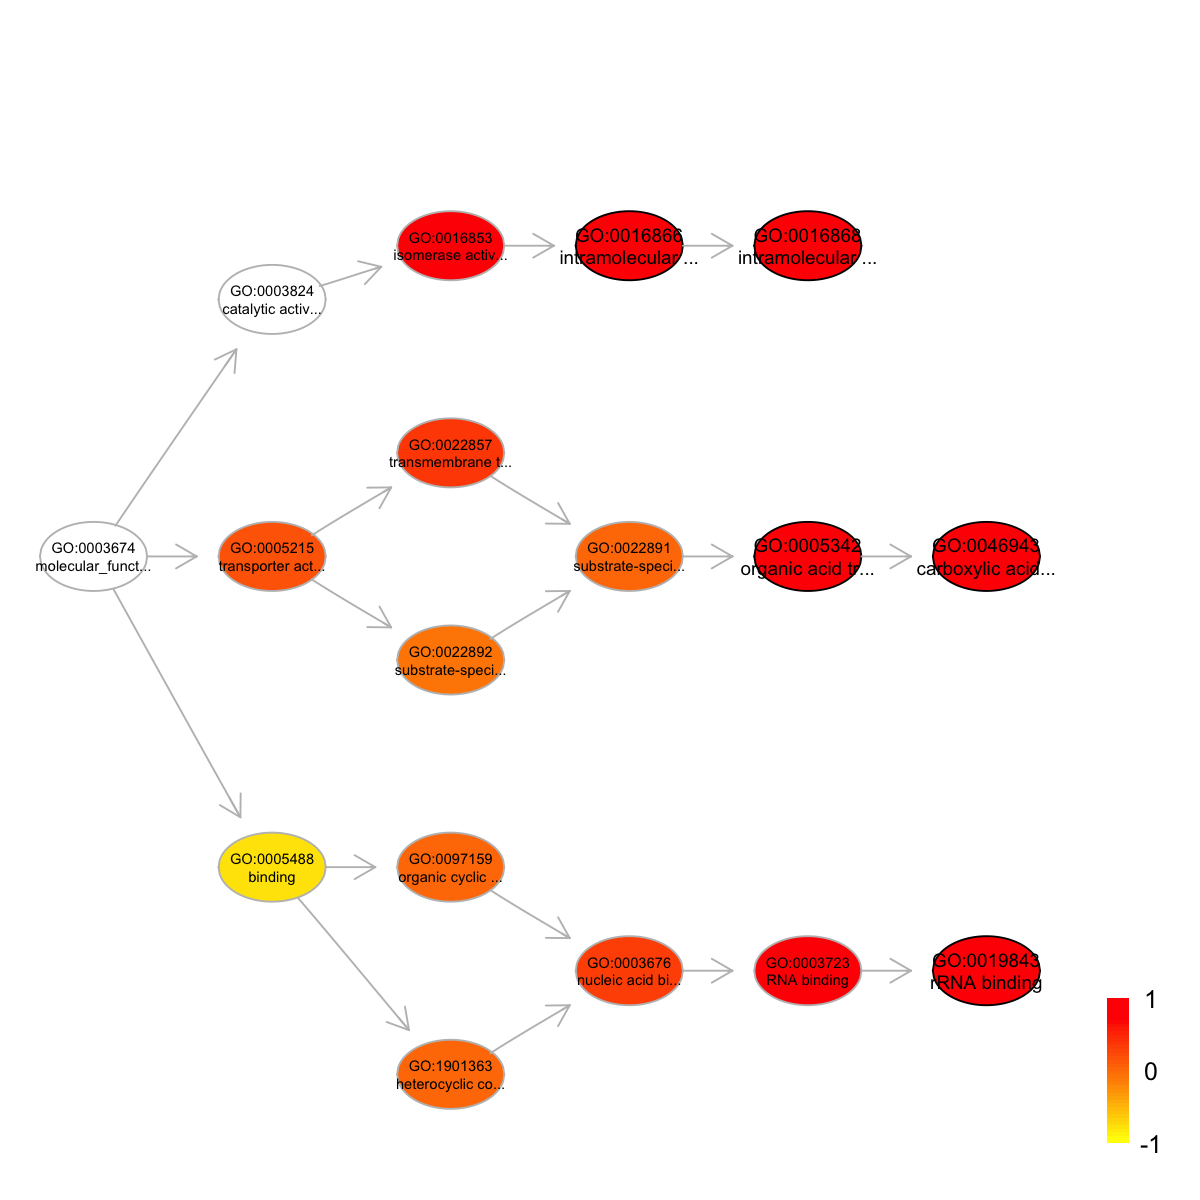 GO:0016853
isomerase activ...
GO:0016866
intramolecular ...
GO:0016868
intramolecular ...
GO:0003824
catalytic activ...
GO:0022857
transmembrane t...
GO:0003674
molecular_funct...
GO:0005215
transporter act...
GO:0022891
substrate-speci...
GO:0005342
organic acid tr...
GO:0046943
carboxylic acid...
GO:0022892
substrate-speci...
GO:0005488
binding
GO:0097159
organic cyclic ...
GO:0003676
nucleic acid bi...
GO:0003723
RNA binding
GO:0019843
rRNA binding
GO:1901363
heterocyclic co...
1
0
-1